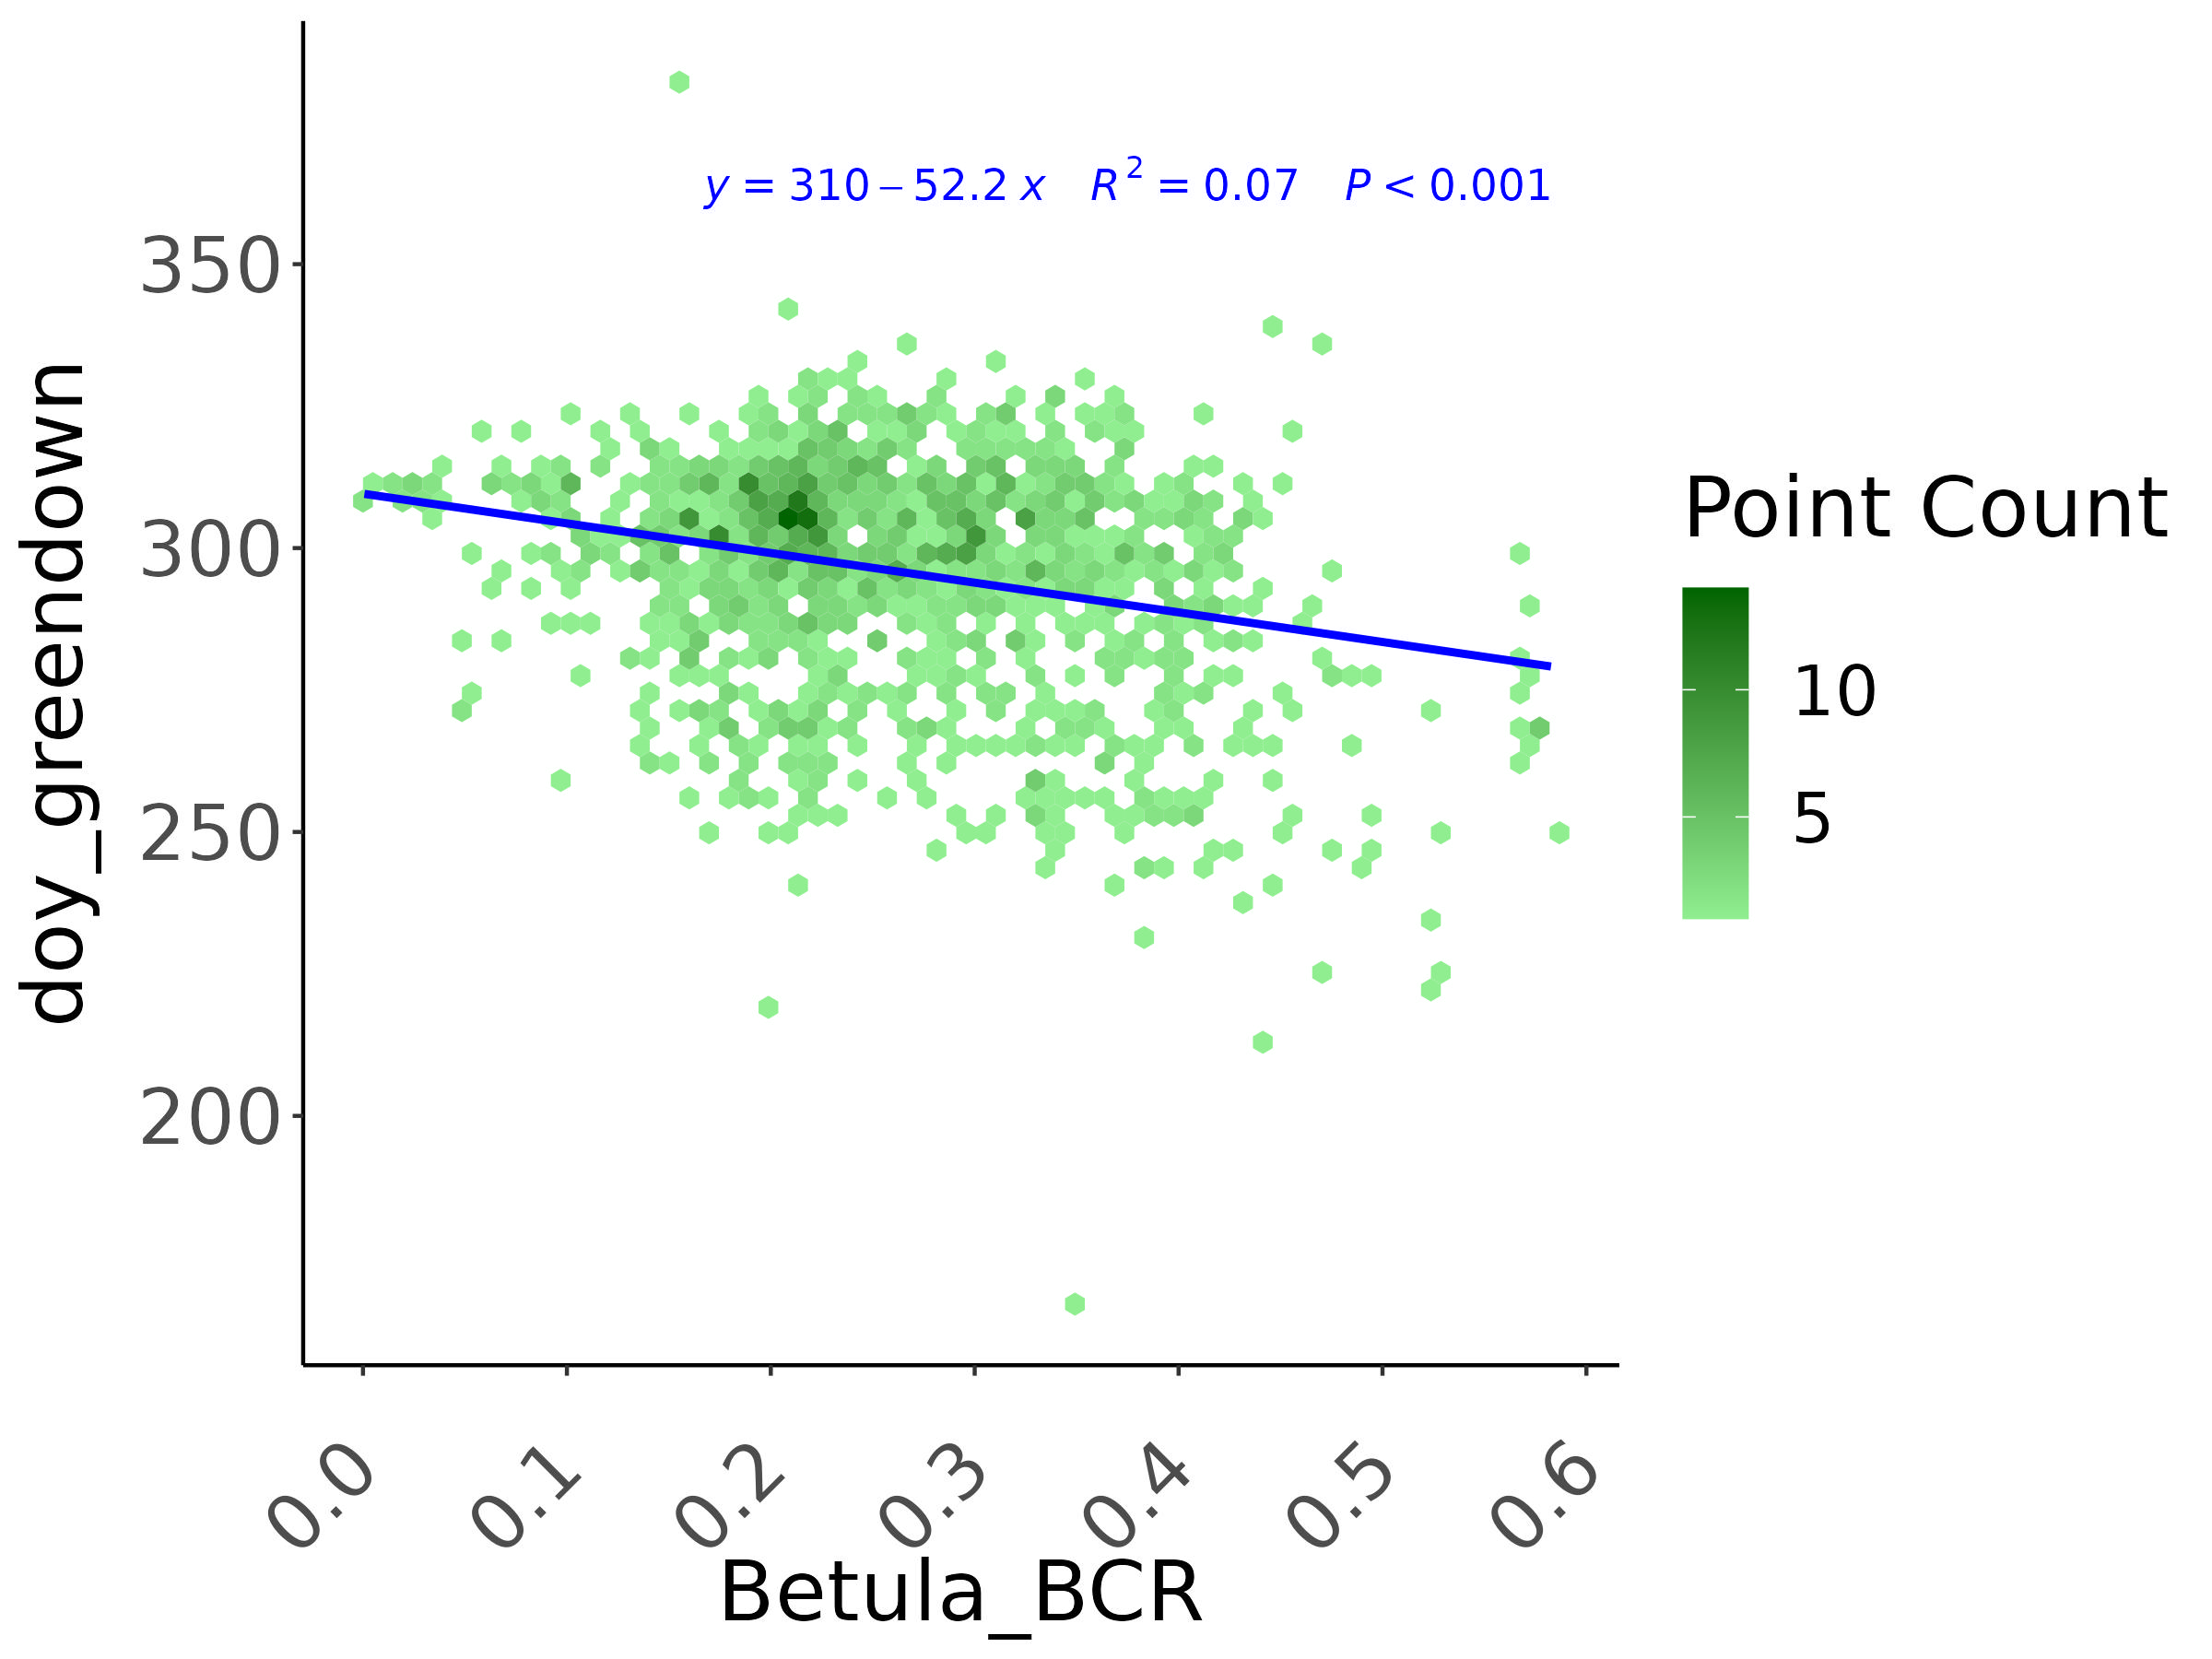 y = 310 – 52.2 x R² = 0.07 P < 0.001
350
300
250
200
doy_greendown
0.0 0.1 0.2 0.3 0.4 0.5 0.6
Betula_BCR
Point Count
10
5